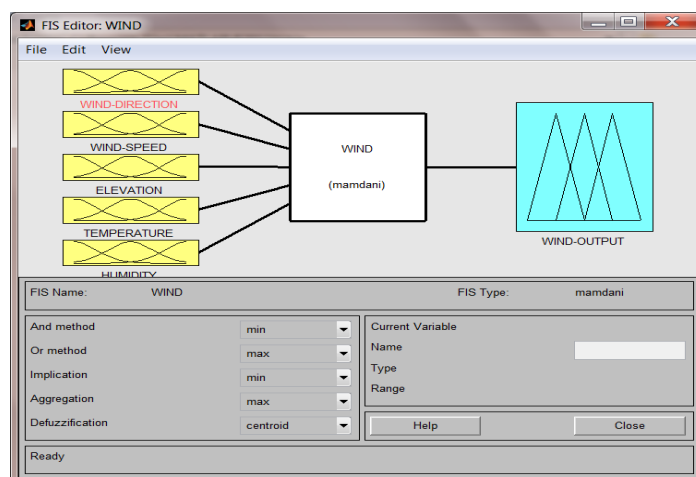 FIS Editor: WIND
File Edit View
WIND-DIRECTION
WIND-SPEED
ELEVATION
TEMPERATURE
HUMIDITY
WIND
(mamdani)
WIND-OUTPUT
FIS Name: WIND FIS Type: mamdani
And method min
Or method max
Implication min
Aggregation max
Defuzzification centroid
Current Variable
Name
Type
Range
Help Close
Ready